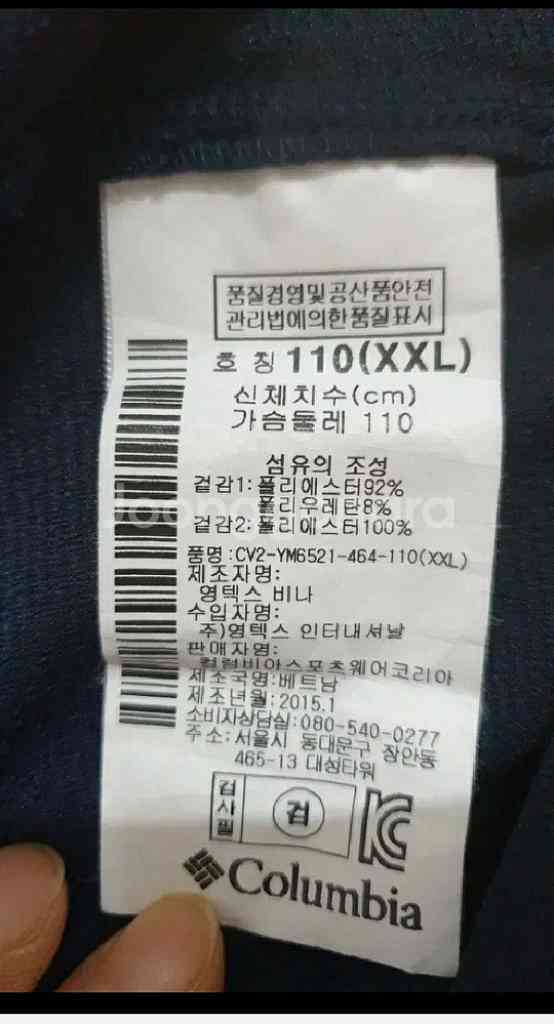 품질경영및공산품안전
관리법에의한품질표시
호 칭 110(XXL)
신체치수(cm)
가슴둘레 110
섬유의 조성
겉감1: 폴리에스터92%
폴리우레탄8%
겉감2: 폴리에스터100%
품명:CV2-YM6521-464-110(XXL)
제조자명:
영텍스 비나
수입자명:
주)영텍스 인터내셔날
판매자명:
컬럼비아스포츠웨어코리아
제조국명:베트남
제조년월:2015.1
소비자상담실:080-540-0277
주소:서울시 동대문구 장안동
465-13 대성타워
검사필
검
KC
Columbia